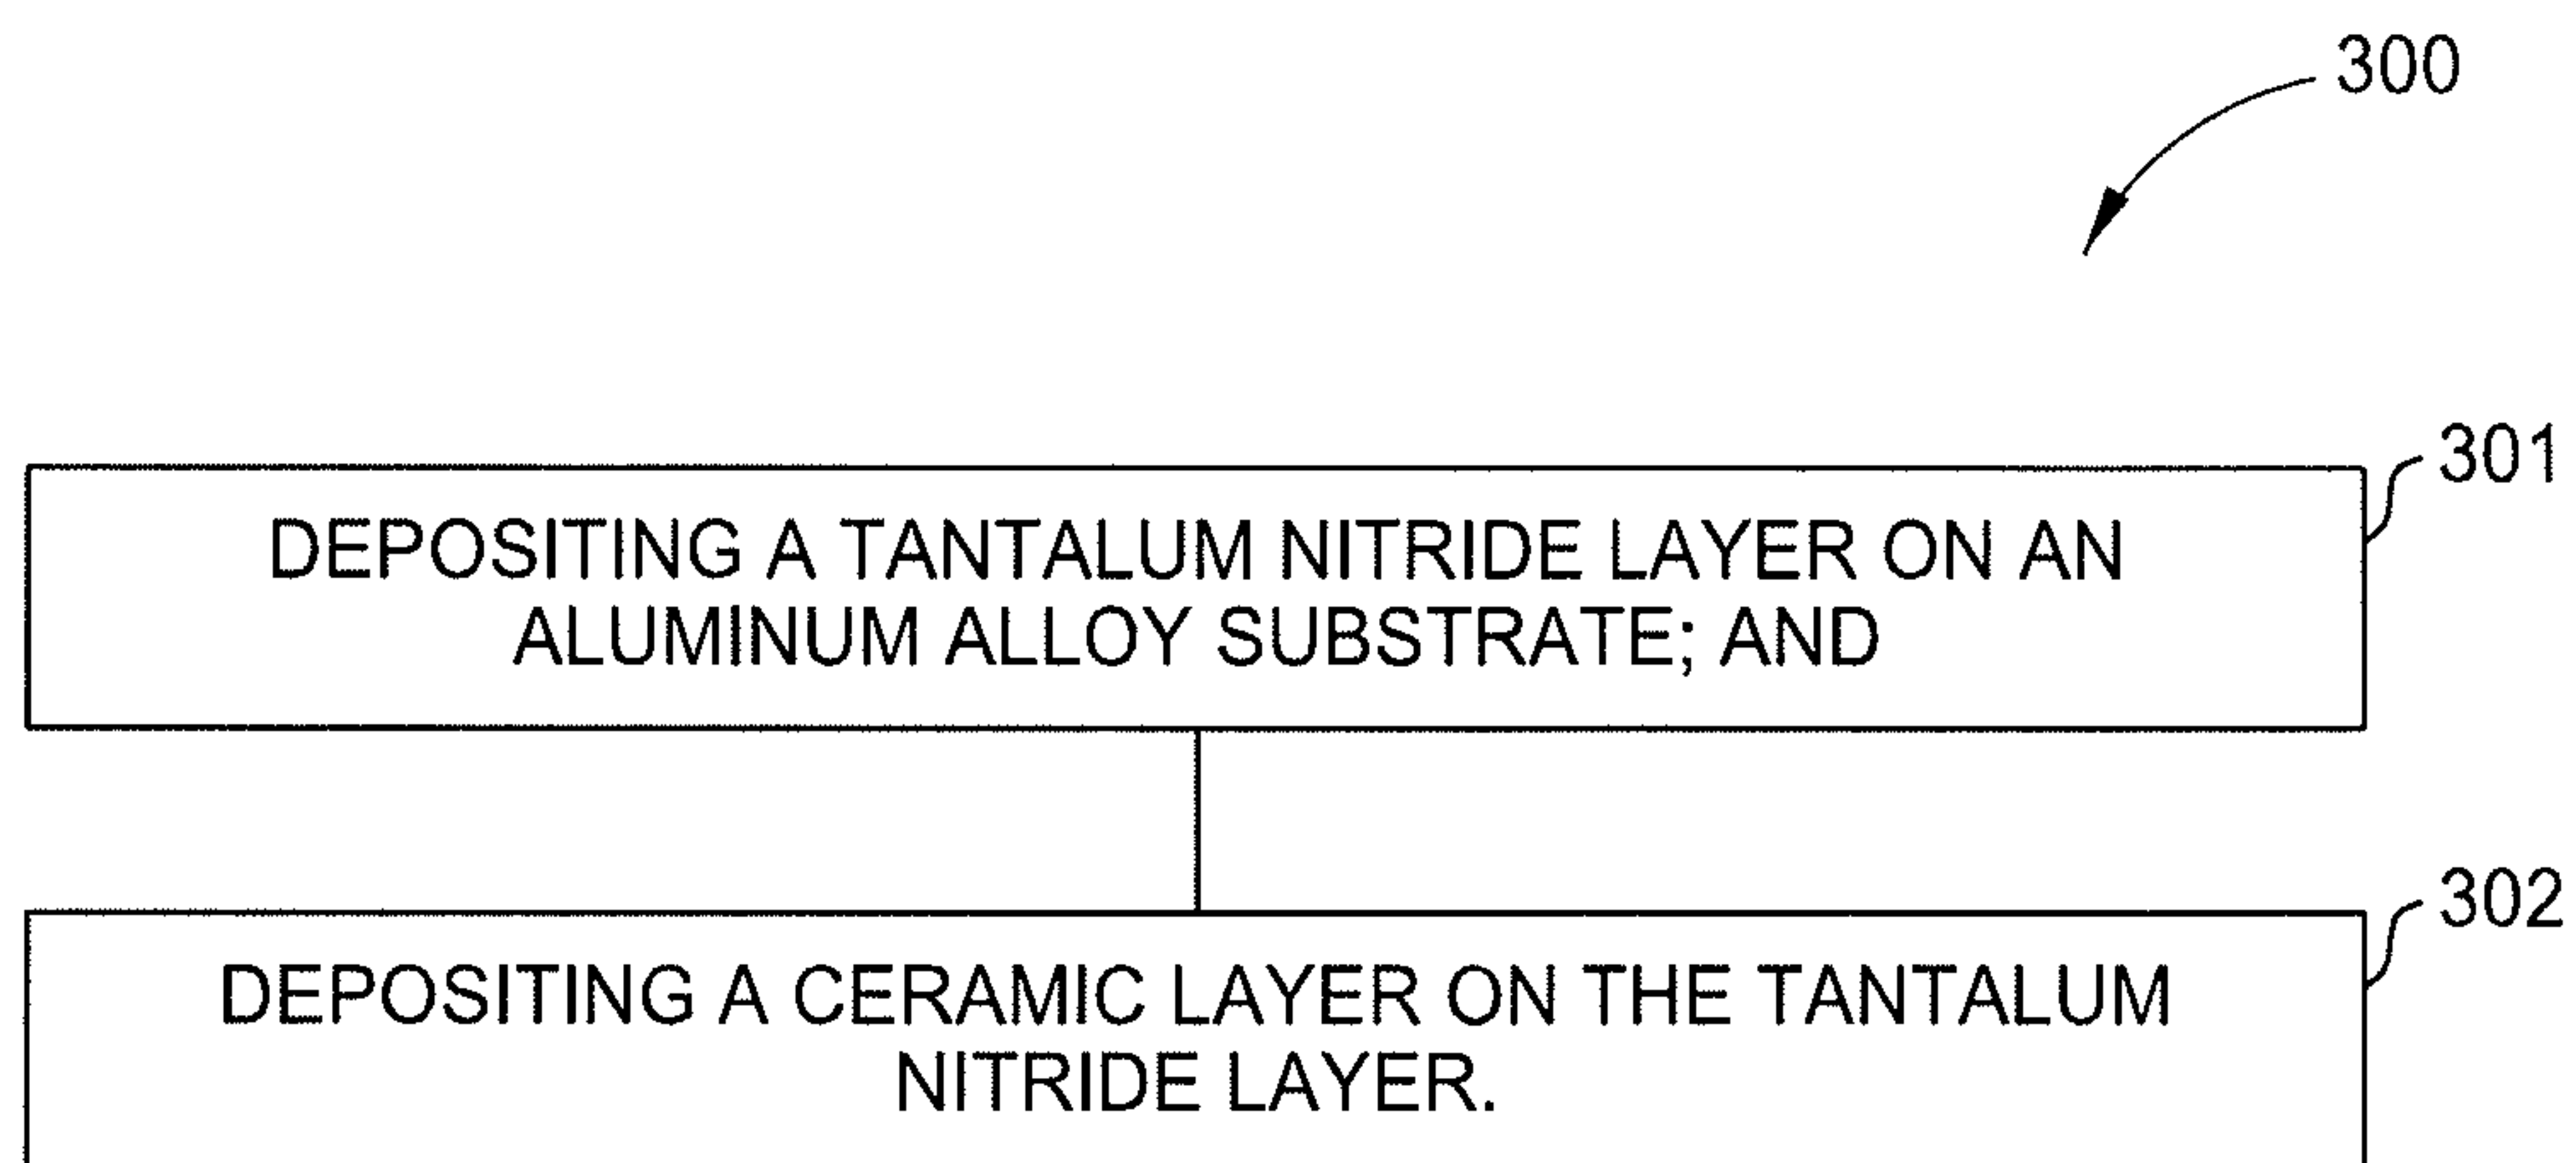 300
301
DEPOSITING A TANTALUM NITRIDE LAYER ON AN
ALUMINUM ALLOY SUBSTRATE; AND
302
DEPOSITING A CERAMIC LAYER ON THE TANTALUM
NITRIDE LAYER.